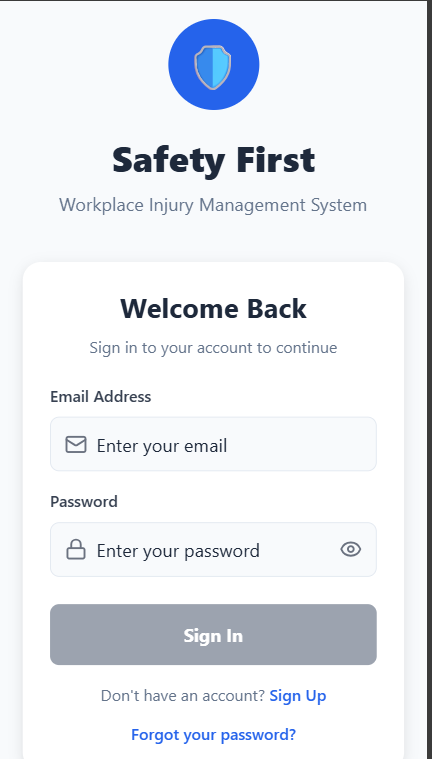 Safety First
Workplace Injury Management System
Welcome Back
Sign in to your account to continue
Email Address
Enter your email
Password
Enter your password
Sign In
Don't have an account? Sign Up
Forgot your password?